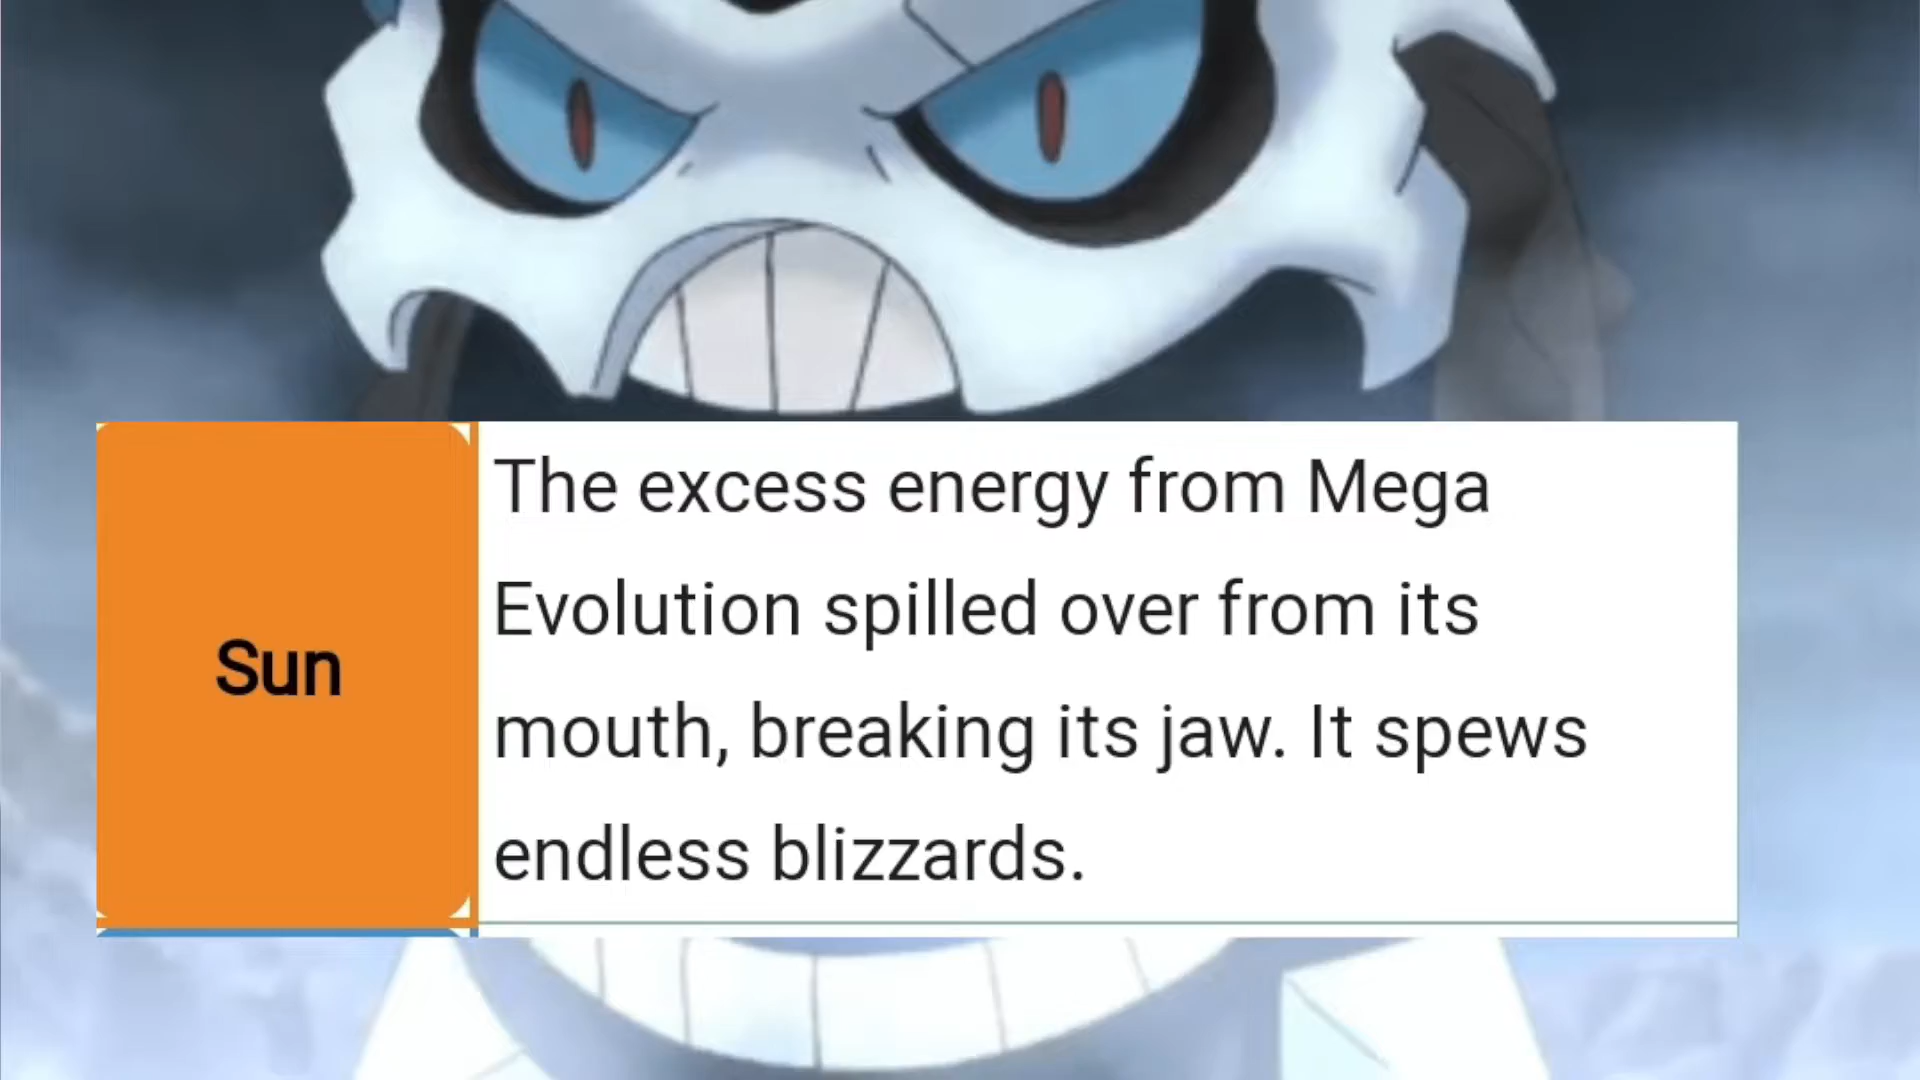 Sun
The excess energy from Mega
Evolution spilled over from its
mouth, breaking its jaw. It spews
endless blizzards.